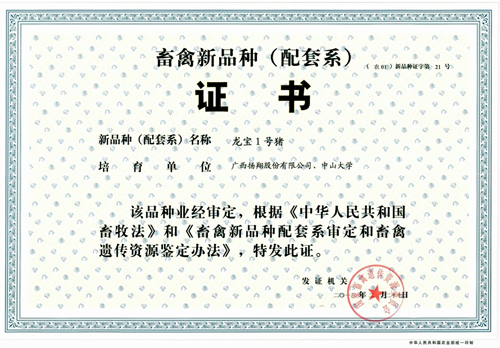 畜禽新品种（配套系）
（农01）新品种证字第 21 号
证书
新品种（配套系）名称 龙宝1号猪
培育单位 广西扬翔股份有限公司、中山大学
该品种业经审定，根据《中华人民共和国
畜牧法》和《畜禽新品种配套系审定和畜禽
遗传资源鉴定办法》，特发此证。
发证机关
二〇一 年 月 日
中华人民共和国农业部统一印制